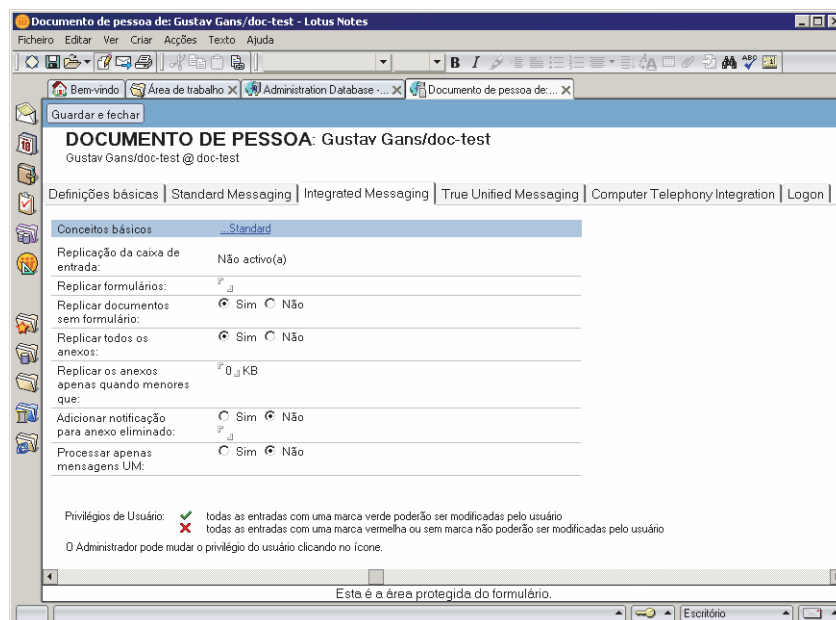 Documento de pessoa de: Gustav Gans/doc-test - Lotus Notes
Ficheiro Editar Ver Criar Acções Texto Ajuda
B I
ABC
Bem-vindo Área de trabalho Administration Database -... Documento de pessoa de:...
Guardar e fechar
DOCUMENTO DE PESSOA: Gustav Gans/doc-test
Gustav Gans/doc-test @ doc-test
Definições básicas Standard Messaging Integrated Messaging True Unified Messaging Computer Telephony Integration Logon
Conceitos básicos ...Standard
Replicação da caixa de
entrada: Não activo(a)
Replicar formulários:
Replicar documentos Sim Não
sem formulário:
Replicar todos os Sim Não
anexos:
Replicar os anexos 0 KB
apenas quando menores
que:
Adicionar notificação Sim Não
para anexo eliminado:
Processar apenas Sim Não
mensagens UM:
Privilégios de Usuário: todas as entradas com uma marca verde poderão ser modificadas pelo usuário
todas as entradas com uma marca vermelha ou sem marca não poderão ser modificadas pelo usuário
O Administrador pode mudar o privilégio do usuário clicando no ícone.
Esta é a área protegida do formulário.
Escritório